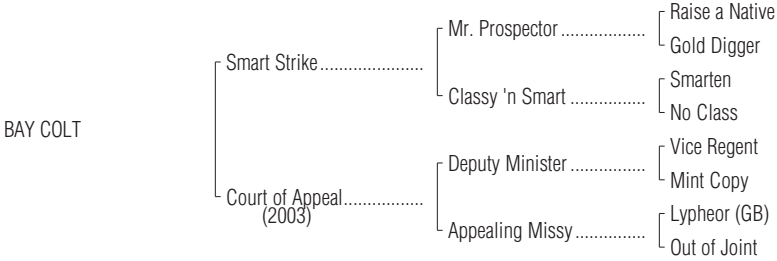 Raise a Native
Mr. Prospector ..................
Gold Digger
Smart Strike......................
Smarten
Classy 'n Smart ................
No Class
BAY COLT
Vice Regent
Deputy Minister ................
Mint Copy
Court of Appeal.................
(2003)
Lypheor (GB)
Appealing Missy ...............
Out of Joint